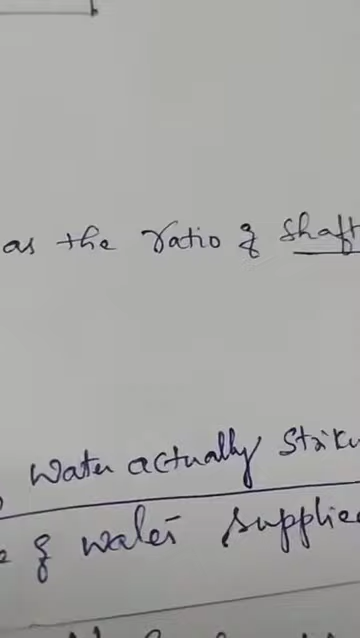 as the ratio of shaft
water actually strik
of water supplie